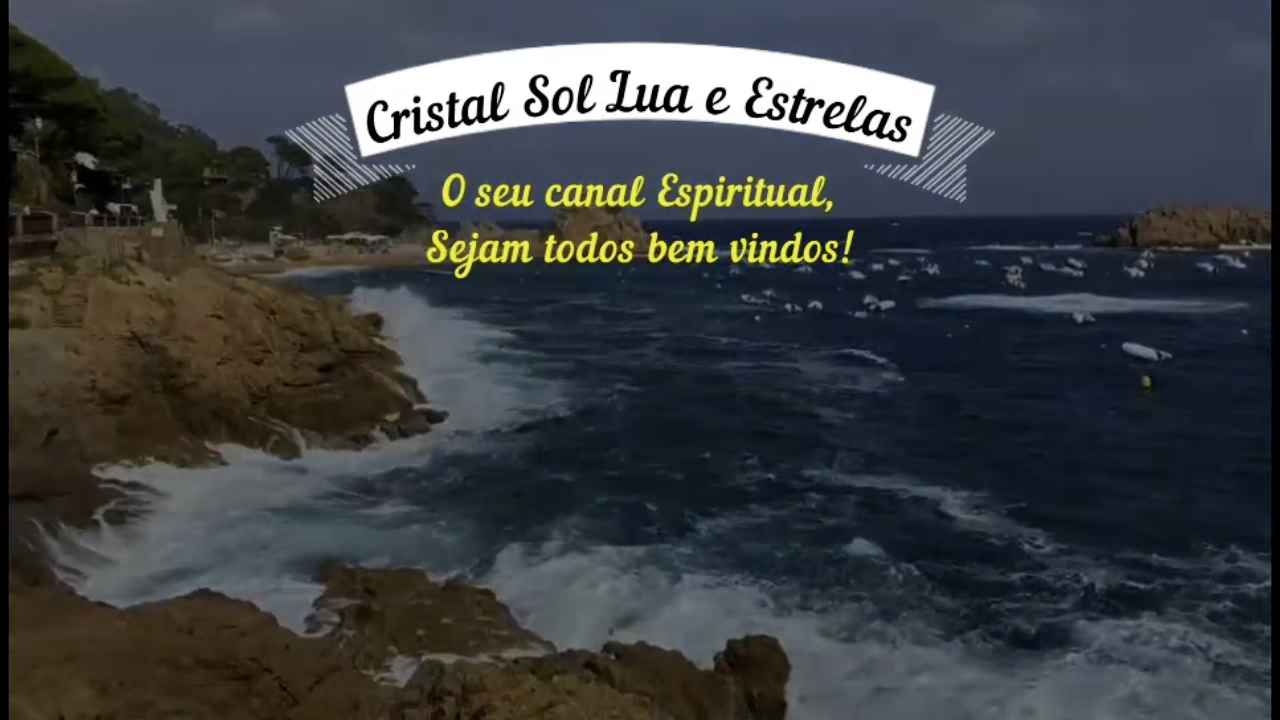 Cristal Sol Lua e Estrelas
O seu canal Espiritual,
Sejam todos bem vindos!